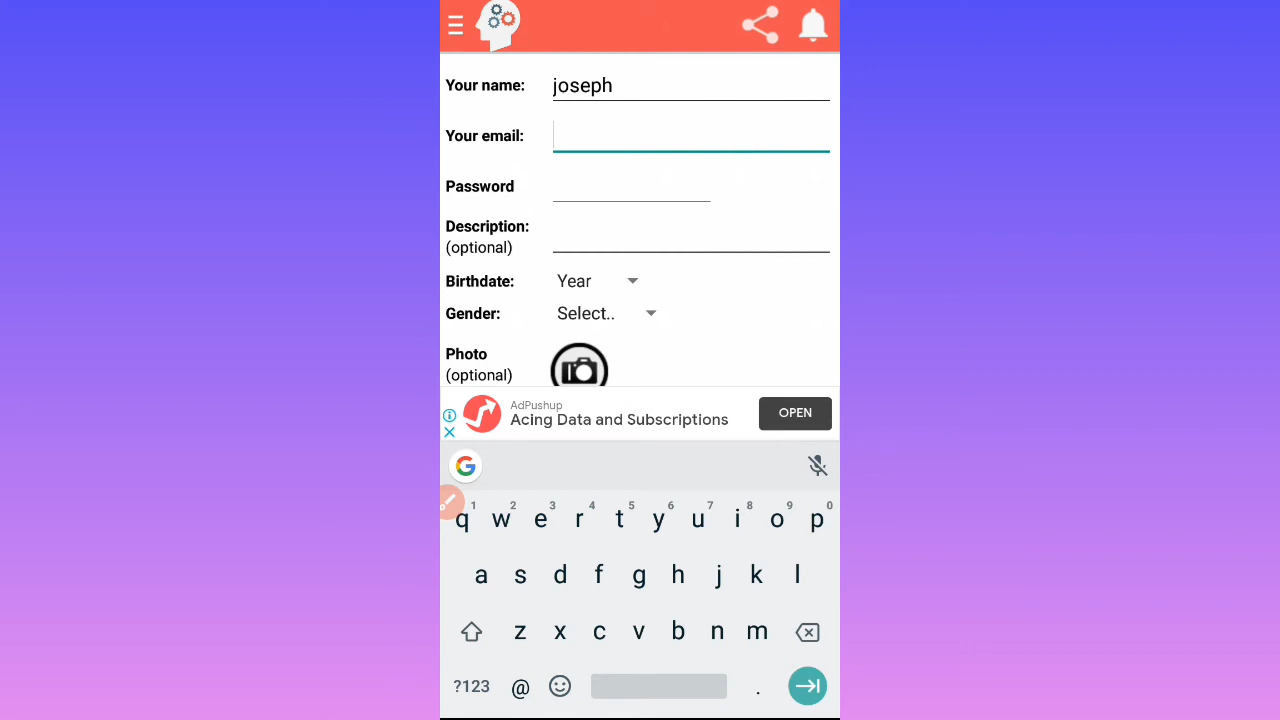 Your name: joseph
Your email:
Password
Description:
(optional)
Birthdate: Year
Gender: Select..
Photo
(optional)
AdPushup
Acing Data and Subscriptions
OPEN
G
1 2 3 4 5 6 7 8 9 0
q w e r t y u i o p
a s d f g h j k l
z x c v b n m
?123 @ .